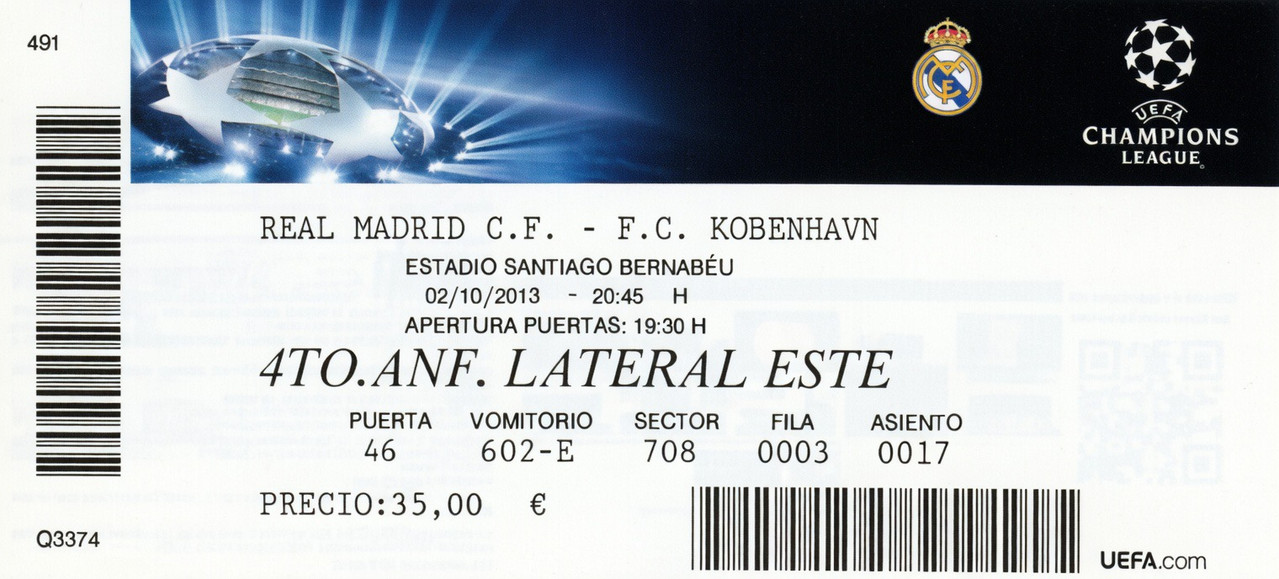 491
UEFA
CHAMPIONS
LEAGUE
REAL MADRID C.F. - F.C. KOBENHAVN
ESTADIO SANTIAGO BERNABÉU
02/10/2013 - 20:45 H
APERTURA PUERTAS: 19:30 H
4TO.ANF. LATERAL ESTE
PUERTA VOMITORIO SECTOR FILA ASIENTO
46 602-E 708 0003 0017
PRECIO:35,00 €
Q3374
UEFA.com